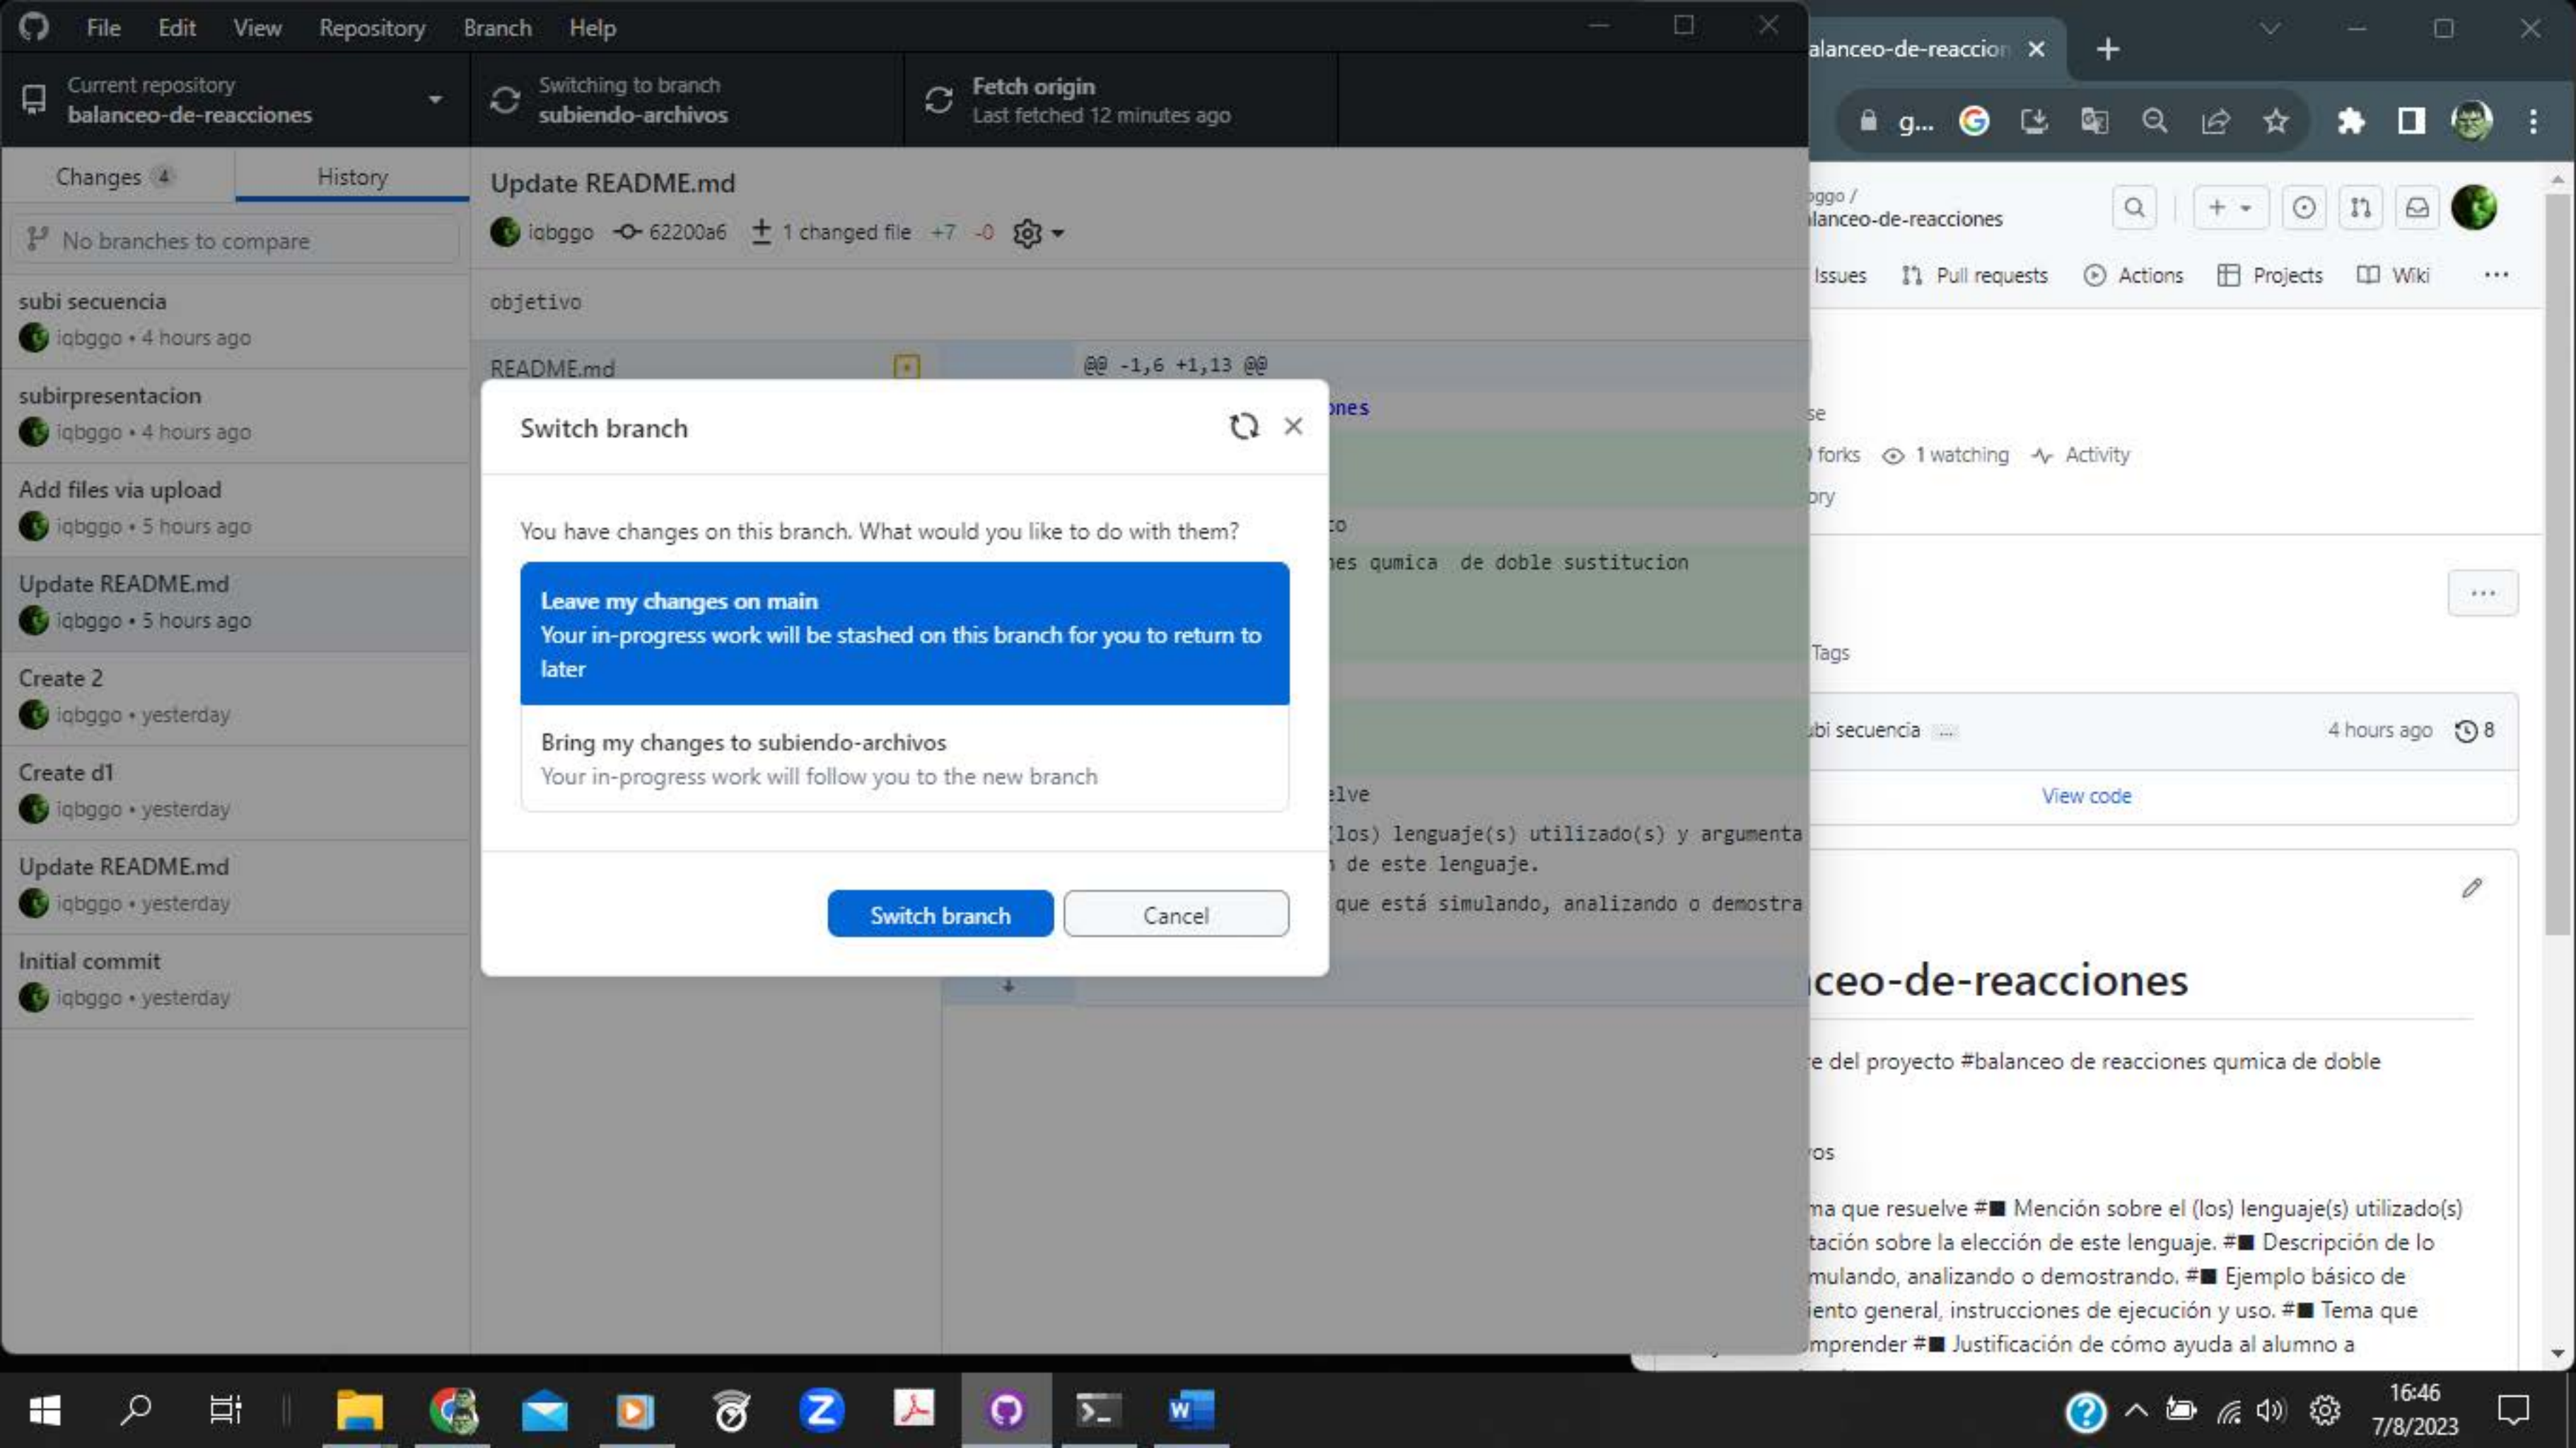 File Edit View Repository Branch Help
Current repository
balanceo-de-reacciones
Switching to branch
subiendo-archivos
Fetch origin
Last fetched 12 minutes ago
Changes 4
History
No branches to compare
subi secuencia
iqbggo • 4 hours ago
subirpresentacion
iqbggo • 4 hours ago
Add files via upload
iqbggo • 5 hours ago
Update README.md
iqbggo • 5 hours ago
Create 2
iqbggo • yesterday
Create d1
iqbggo • yesterday
Update README.md
iqbggo • yesterday
Initial commit
iqbggo • yesterday
Update README.md
iqbggo 62200a6 1 changed file +7 -0
objetivo
README.md
@@ -1,6 +1,13 @@
ones
co
nes qumica de doble sustitucion
elve
(los) lenguaje(s) utilizado(s) y argumenta
n de este lenguaje.
que está simulando, analizando o demostra
Switch branch
You have changes on this branch. What would you like to do with them?
Leave my changes on main
Your in-progress work will be stashed on this branch for you to return to
later
Bring my changes to subiendo-archivos
Your in-progress work will follow you to the new branch
Switch branch
Cancel
alanceo-de-reaccion
g...
oggo /
alanceo-de-reacciones
Issues Pull requests Actions Projects Wiki ...
se
forks 1 watching Activity
ory
...
Tags
ubi secuencia ...
4 hours ago 8
View code
ceo-de-reacciones
re del proyecto #balanceo de reacciones qumica de doble
vos
ma que resuelve #■ Mención sobre el (los) lenguaje(s) utilizado(s)
tación sobre la elección de este lenguaje. #■ Descripción de lo
mulando, analizando o demostrando. #■ Ejemplo básico de
iento general, instrucciones de ejecución y uso. #■ Tema que
omprender #■ Justificación de cómo ayuda al alumno a
16:46
7/8/2023